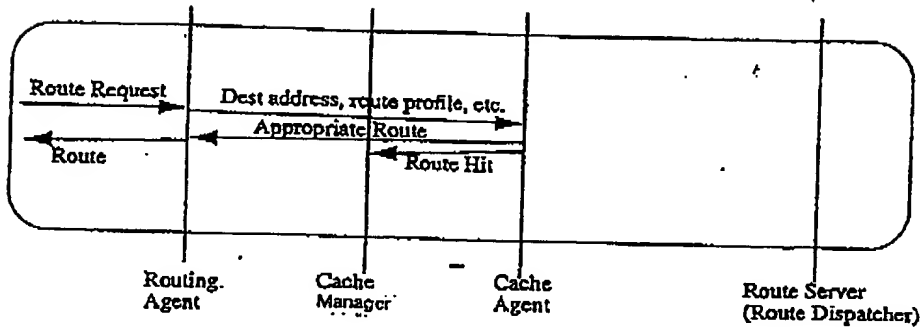 Route Request
Dest address, route profile, etc.
Appropriate Route
Route
Route Hit
Routing.
Agent
Cache
Manager
Cache
Agent
Route Server
(Route Dispatcher)